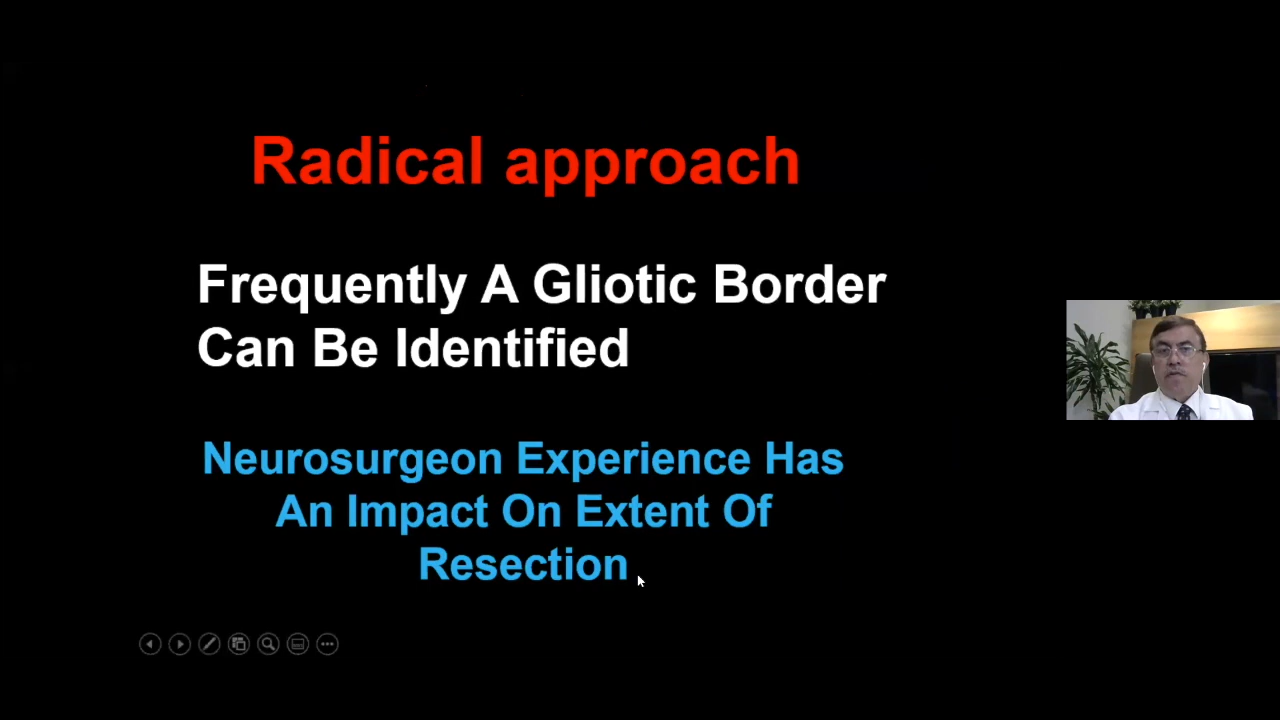 Radical approach
Frequently A Gliotic Border
Can Be Identified
Neurosurgeon Experience Has
An Impact On Extent Of
Resection